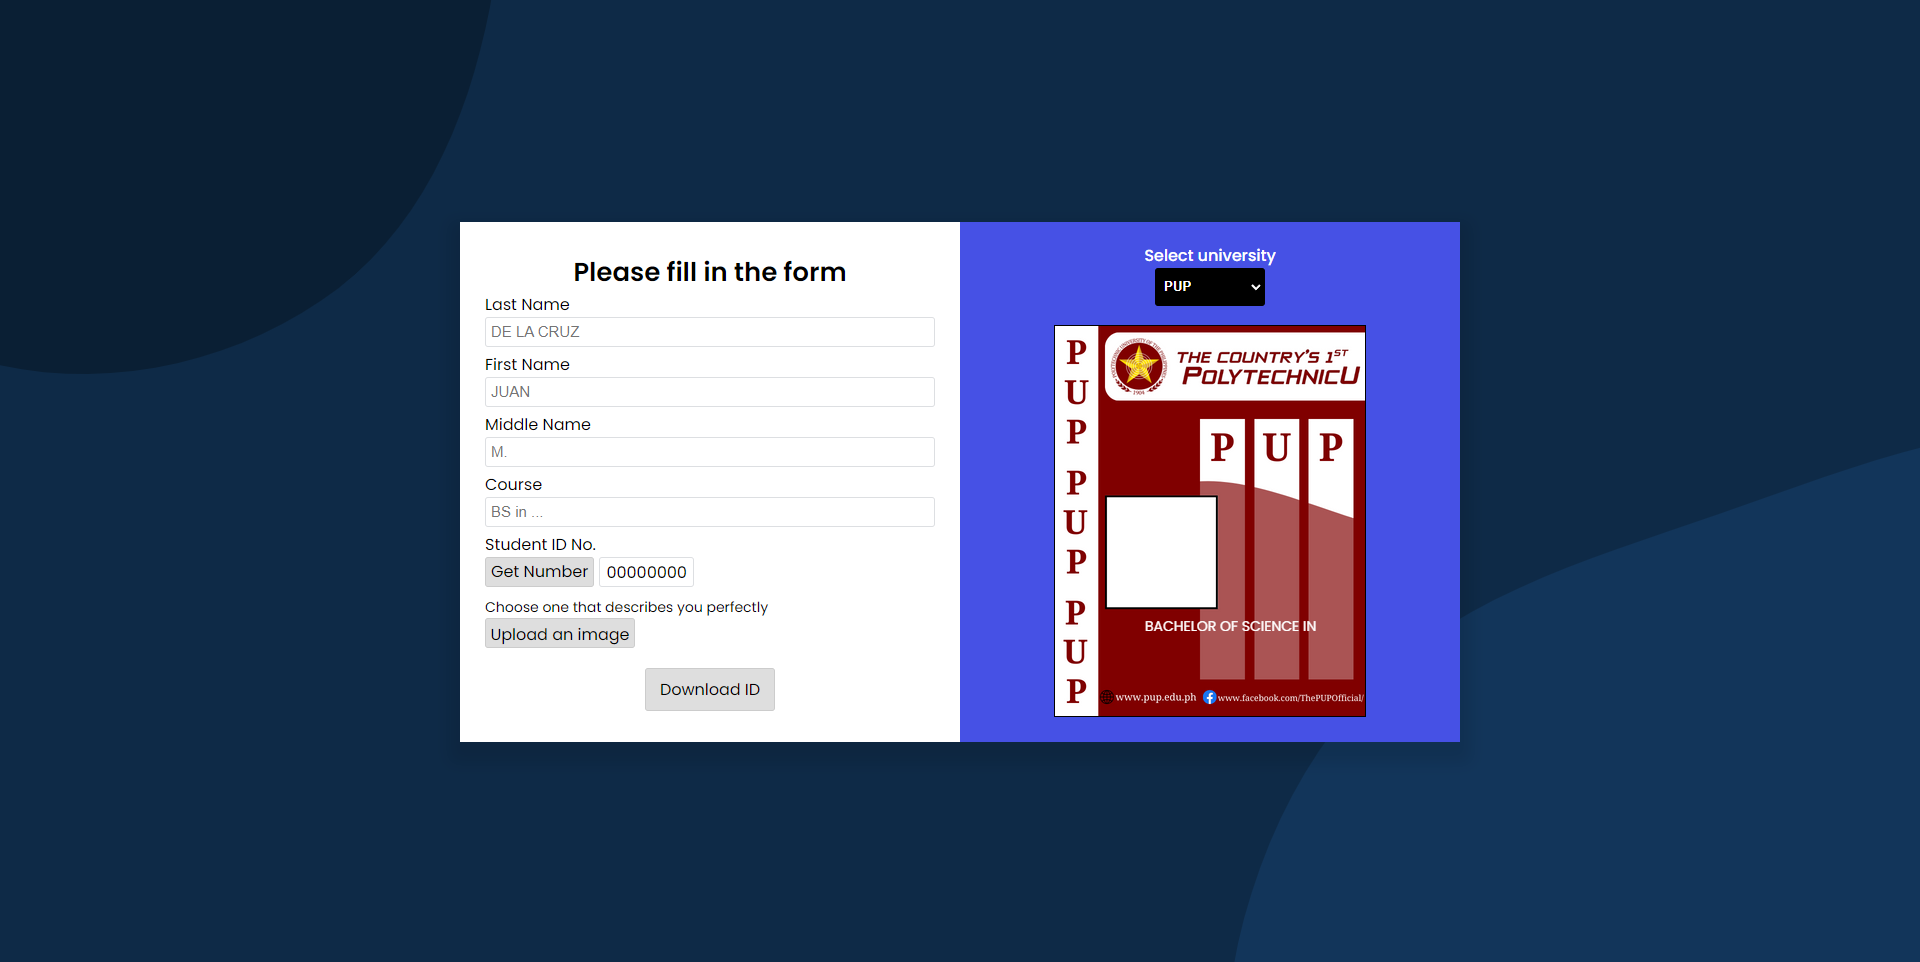 Please fill in the form
Last Name
DE LA CRUZ
First Name
JUAN
Middle Name
M.
Course
BS in ...
Student ID No.
Get Number
00000000
Choose one that describes you perfectly
Upload an image
Download ID
Select university
PUP
P
U
P
P
U
P
P
U
P
THE COUNTRY'S 1ST
POLYTECHNICU
1904
P U P
BACHELOR OF SCIENCE IN
www.pup.edu.ph
www.facebook.com/ThePUPOfficial/